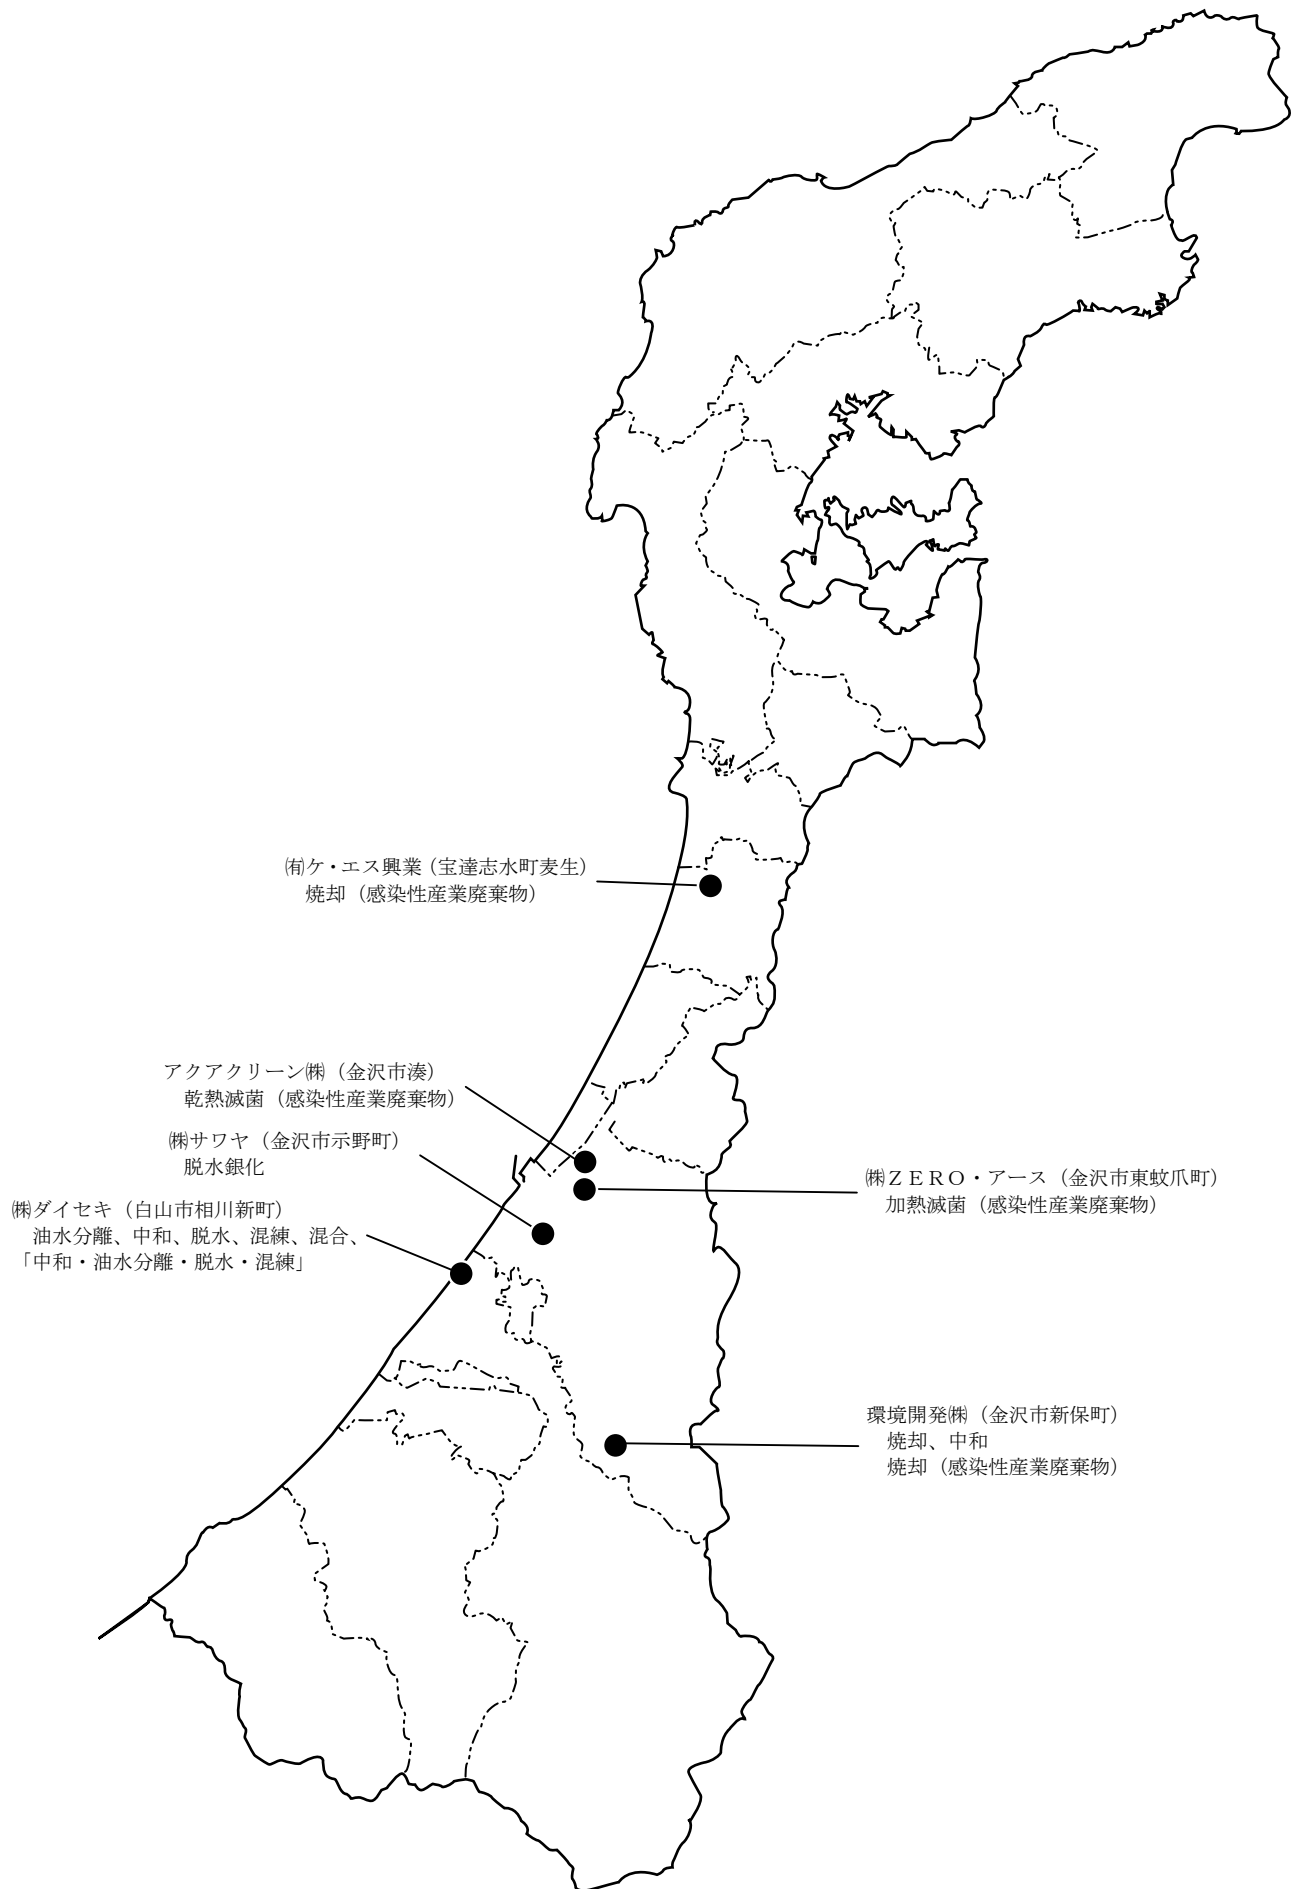 ㈲ケ・エス興業（宝達志水町麦生）
焼却（感染性産業廃棄物）
アクアクリーン㈱（金沢市湊）
乾熱滅菌（感染性産業廃棄物）
㈱サワヤ（金沢市示野町）
脱水銀化
㈱ダイセキ（白山市相川新町）
油水分離、中和、脱水、混練、混合、
「中和・油水分離・脱水・混練」
㈱ＺＥＲＯ・アース（金沢市東蚊爪町）
加熱滅菌（感染性産業廃棄物）
環境開発㈱（金沢市新保町）
焼却、中和
焼却（感染性産業廃棄物）